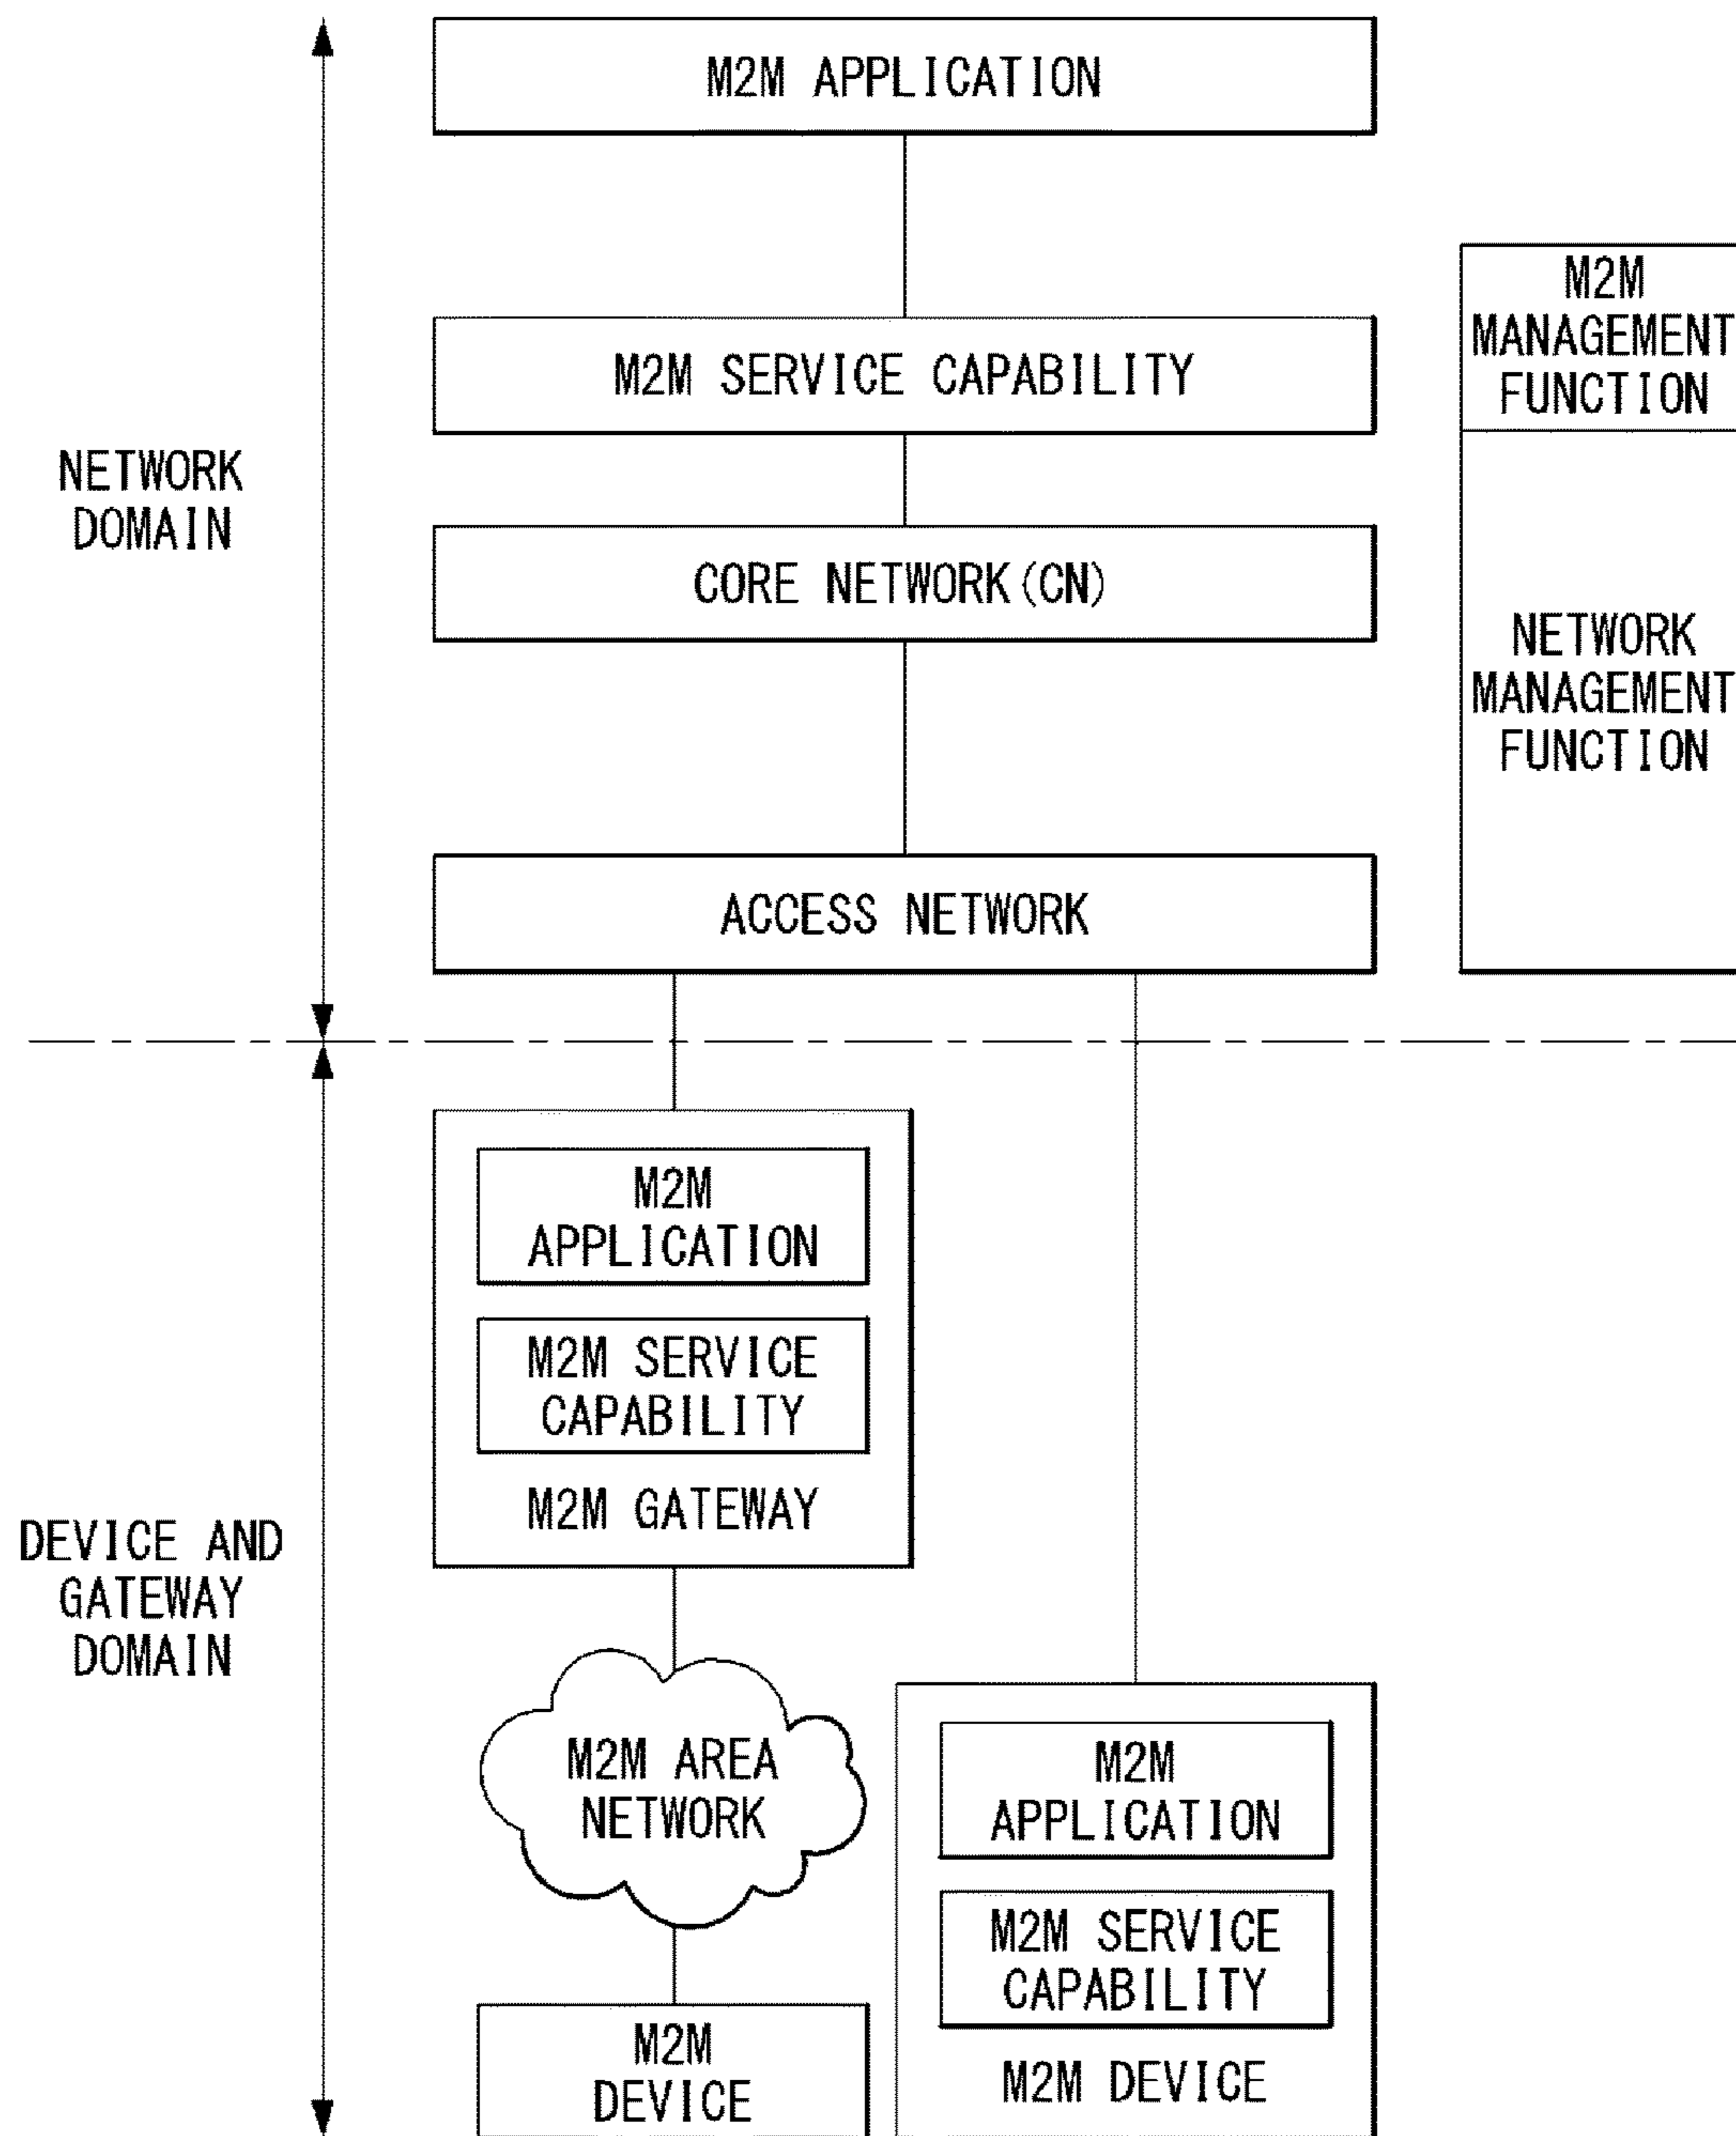 M2M APPLICATION
M2M SERVICE CAPABILITY
M2M
MANAGEMENT
FUNCTION
NETWORK
DOMAIN
CORE NETWORK(CN)
NETWORK
MANAGEMENT
FUNCTION
ACCESS NETWORK
M2M
APPLICATION
M2M SERVICE
CAPABILITY
M2M GATEWAY
DEVICE AND
GATEWAY
DOMAIN
M2M AREA
NETWORK
M2M
APPLICATION
M2M SERVICE
CAPABILITY
M2M DEVICE
M2M
DEVICE